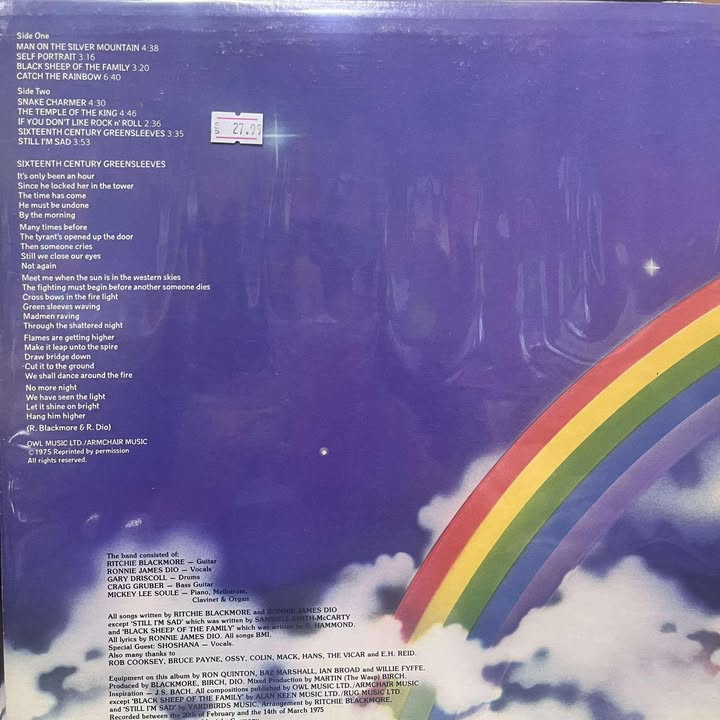 Side One
MAN ON THE SILVER MOUNTAIN 4:38
SELF PORTRAIT 3:16
BLACK SHEEP OF THE FAMILY 3:20
CATCH THE RAINBOW 6:40
Side Two
SNAKE CHARMER 4:30
THE TEMPLE OF THE KING 4:46
IF YOU DON'T LIKE ROCK n' ROLL 2:36
SIXTEENTH CENTURY GREENSLEEVES 3:35
STILL I'M SAD 3:53
27.99
SIXTEENTH CENTURY GREENSLEEVES
It's only been an hour
Since he locked her in the tower
The time has come
He must be undone
By the morning
Many times before
The tyrant's opened up the door
Then someone cries
Still we close our eyes
Not again
Meet me when the sun is in the western skies
The fighting must begin before another someone dies
Cross bows in the fire light
Green sleeves waving
Madmen raving
Through the shattered night
Flames are getting higher
Make it leap unto the spire
Draw bridge down
Cut it to the ground
We shall dance around the fire
No more night
We have seen the light
Let it shine on bright
Hang him higher
(R. Blackmore & R. Dio)
OWL MUSIC LTD./ARMCHAIR MUSIC
©1975 Reprinted by permission
All rights reserved.
The band consisted of:
RITCHIE BLACKMORE — Guitar
RONNIE JAMES DIO — Vocals
GARY DRISCOLL — Drums
CRAIG GRUBER — Bass Guitar
MICKEY LEE SOULE — Piano, Mellotron,
Clavinet & Organ
All songs written by RITCHIE BLACKMORE and RONNIE JAMES DIO
except 'STILL I'M SAD' which was written by SAMWELL-SMITH-McCARTY
and 'BLACK SHEEP OF THE FAMILY' which was written by S. HAMMOND.
All lyrics by RONNIE JAMES DIO. All songs BMI.
Special Guest: SHOSHANA — Vocals.
Also many thanks to
ROB COOKSEY, BRUCE PAYNE, OSSY, COLIN, MACK, HANS, THE VICAR and E.H. REID.
Equipment on this album by RON QUINTON, BAZ MARSHALL, IAN BROAD and WILLIE FYFFE.
Produced by BLACKMORE, BIRCH, DIO. Mixed Production by MARTIN (The Wasp) BIRCH.
Inspiration — J.S. BACH. All compositions published by OWL MUSIC LTD./ARMCHAIR MUSIC
except 'BLACK SHEEP OF THE FAMILY' by ALAN KEEN MUSIC LTD./RUG MUSIC LTD.
and 'STILL I'M SAD' by YARDBIRDS MUSIC. Arrangement by RITCHIE BLACKMORE.
Recorded between the 20th of February and the 14th of March 1975